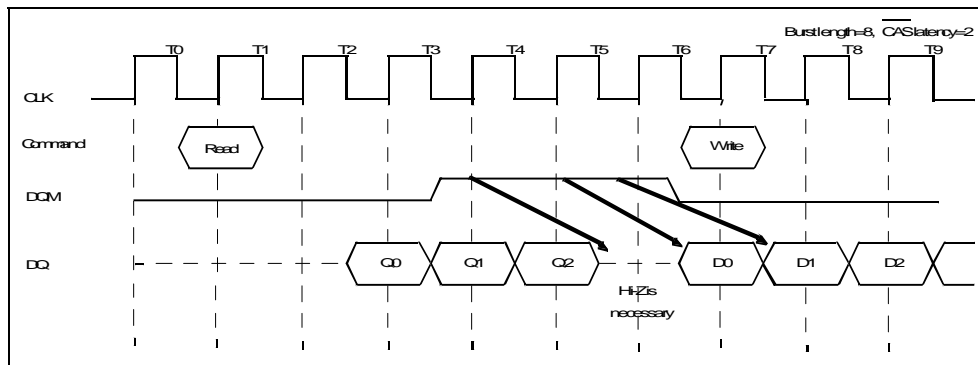 Burst length=8, CAS latency=2
T0 T1 T2 T3 T4 T5 T6 T7 T8 T9
CLK
Command Read Write
DQM
DQ Q0 Q1 Q2 D0 D1 D2
Hi-Z is
necessary